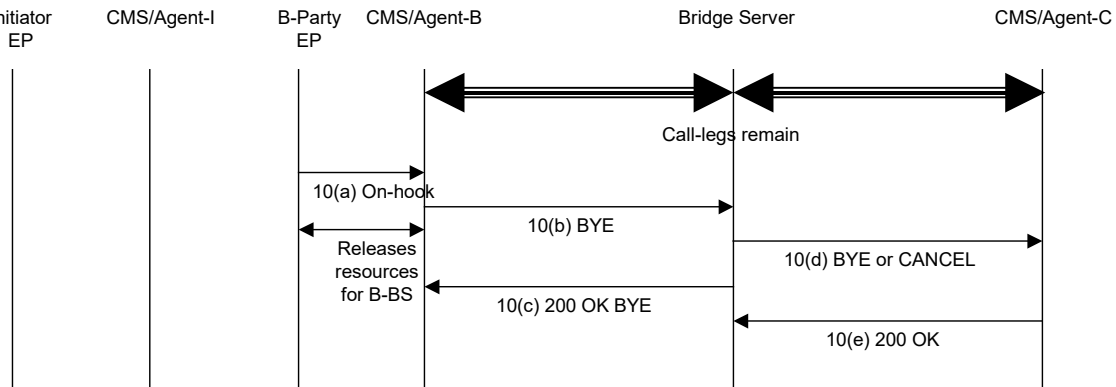 nitiator
EP
CMS/Agent-I
B-Party
EP
CMS/Agent-B
Bridge Server
CMS/Agent-C
Call-legs remain
10(a) On-hook
10(b) BYE
Releases
resources
for B-BS
10(d) BYE or CANCEL
10(c) 200 OK BYE
10(e) 200 OK